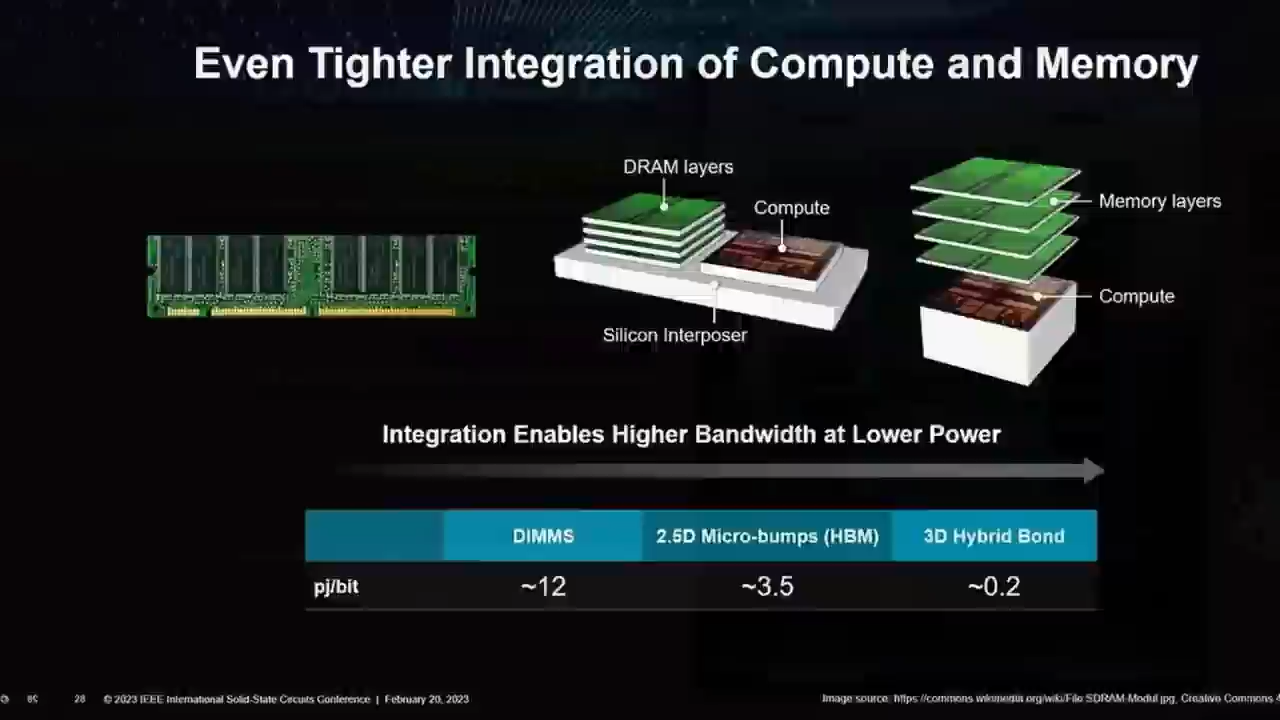 Even Tighter Integration of Compute and Memory
DRAM layers
Compute
Silicon Interposer
Memory layers
Compute
Integration Enables Higher Bandwidth at Lower Power
DIMMS 2.5D Micro-bumps (HBM) 3D Hybrid Bond
pj/bit ~12 ~3.5 ~0.2
28 © 2023 IEEE International Solid-State Circuits Conference | February 20, 2023
Image source: https://commons.wikimedia.org/wiki/File:SDRAM-Modul.jpg, Creative Commons